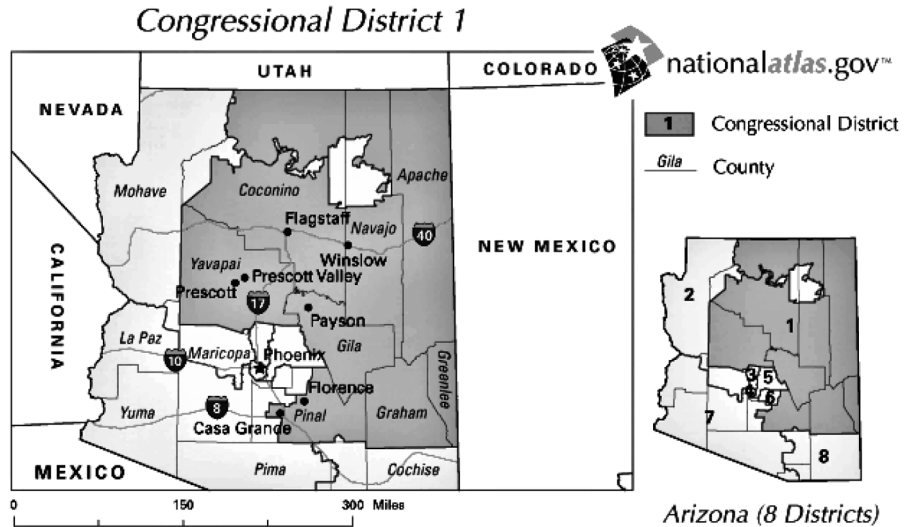 Congressional District 1
UTAH
COLORADO
nationalatlas.gov™
NEVADA
1 Congressional District
Gila County
Mohave
Coconino
Apache
Flagstaff
Navajo
40
Winslow
NEW MEXICO
CALIFORNIA
Yavapai
Prescott Valley
Prescott
17
Payson
La Paz
Maricopa
Phoenix
Gila
10
Greenlee
Florence
Yuma
8
Pinal
Graham
Casa Grande
MEXICO
Pima
Cochise
0 150 300 Miles
2
1
3
5
4
6
7
8
Arizona (8 Districts)